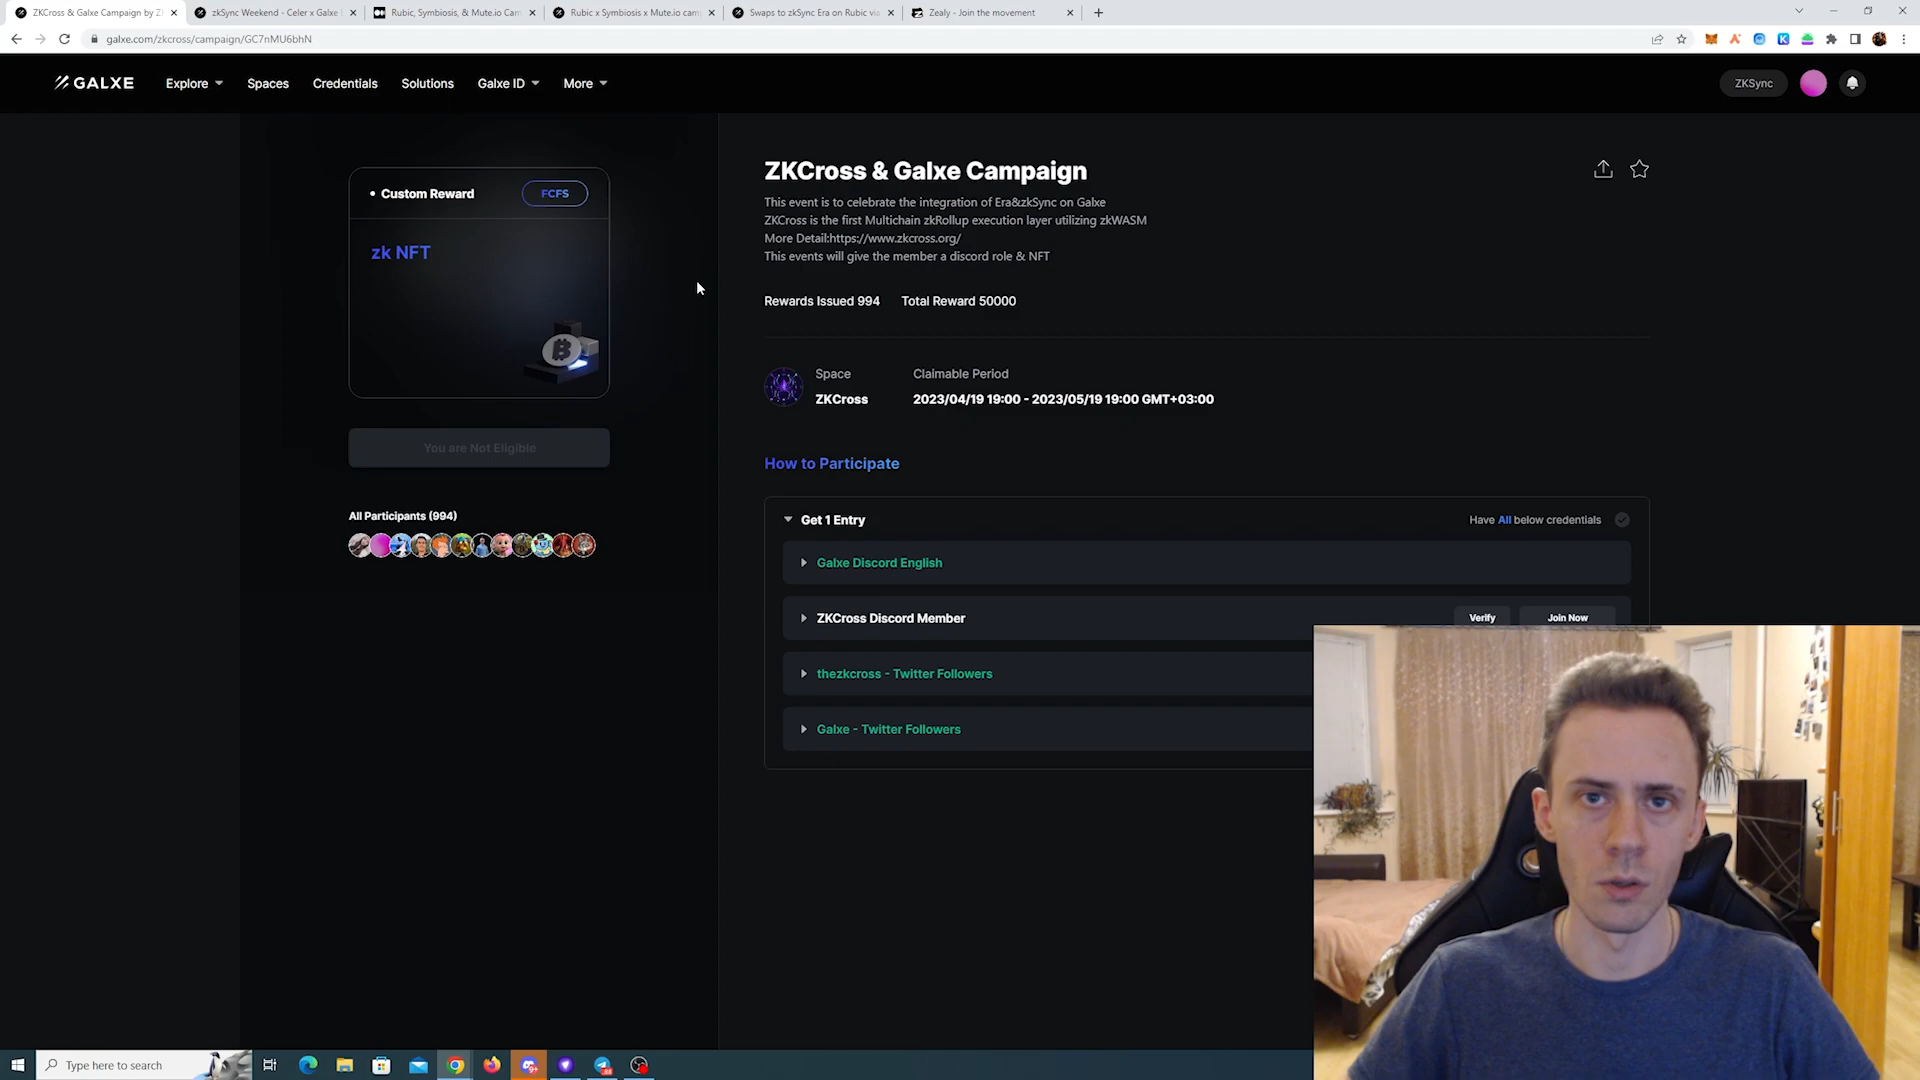 ZKCross & Galxe Campaign by Z
zkSync Weekend - Celer x Galxe
Rubic, Symbiosis, & Mute.io Cam
Rubic x Symbiosis x Mute.io cam
Swaps to zkSync Era on Rubic via
Zealy - Join the movement
galxe.com/zkcross/campaign/GC7nMU6bhN
GALXE
Explore
Spaces
Credentials
Solutions
Galxe ID
More
ZKSync
Custom Reward
FCFS
zk NFT
You are Not Eligible
All Participants (994)
ZKCross & Galxe Campaign
This event is to celebrate the integration of Era&zkSync on Galxe
ZKCross is the first Multichain zkRollup execution layer utilizing zkWASM
More Detail:https://www.zkcross.org/
This events will give the member a discord role & NFT
Rewards Issued 994 Total Reward 50000
Space
ZKCross
Claimable Period
2023/04/19 19:00 - 2023/05/19 19:00 GMT+03:00
How to Participate
Get 1 Entry
Have All below credentials
Galxe Discord English
ZKCross Discord Member
Verify
Join Now
thezkcross - Twitter Followers
Galxe - Twitter Followers
Type here to search